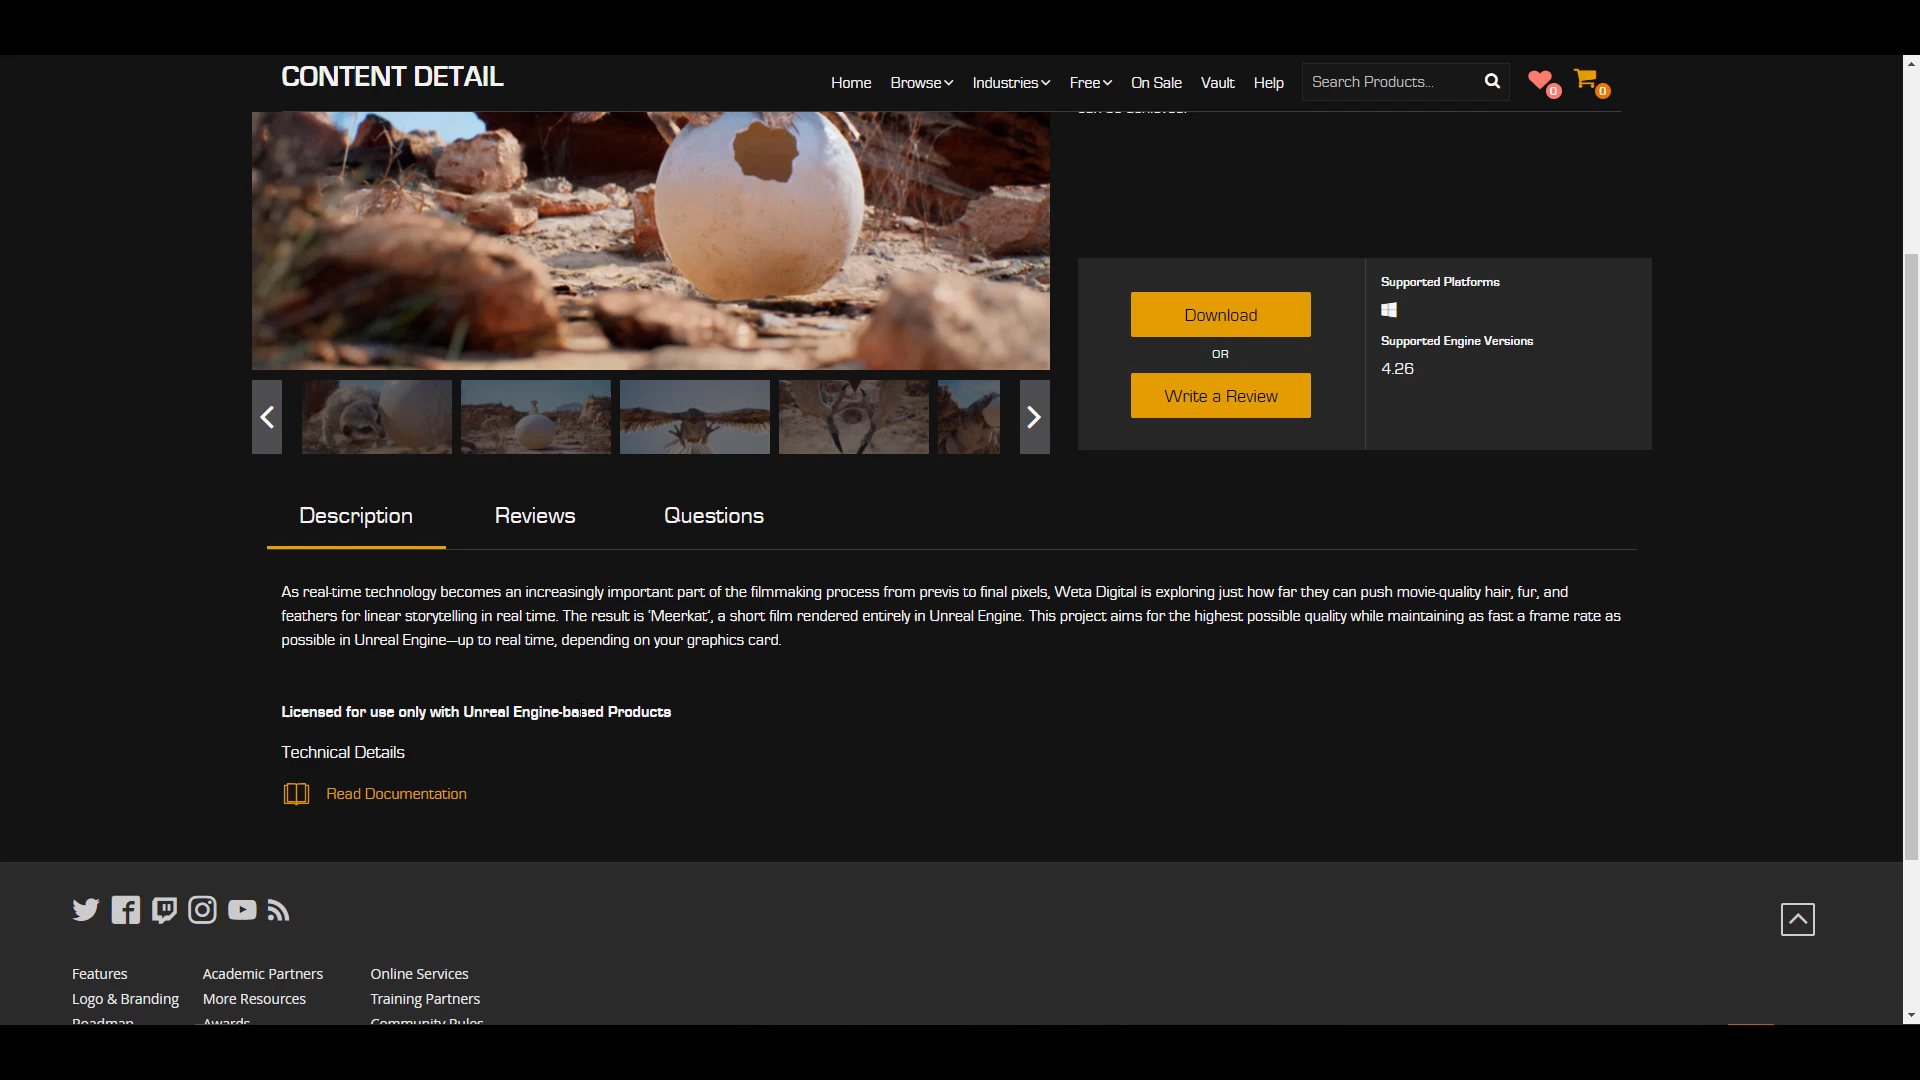 CONTENT DETAIL
Home Browse Industries Free On Sale Vault Help Search Products... 0 0
Download
OR
Write a Review
Supported Platforms
Supported Engine Versions
4.26
Description Reviews Questions
As real-time technology becomes an increasingly important part of the filmmaking process from previs to final pixels, Weta Digital is exploring just how far they can push movie-quality hair, fur, and
feathers for linear storytelling in real time. The result is ‘Meerkat’, a short film rendered entirely in Unreal Engine. This project aims for the highest possible quality while maintaining as fast a frame rate as
possible in Unreal Engine—up to real time, depending on your graphics card.
Licensed for use only with Unreal Engine-based Products
Technical Details
Read Documentation
Features Academic Partners Online Services
Logo & Branding More Resources Training Partners
Roadmap Awards Community Rules